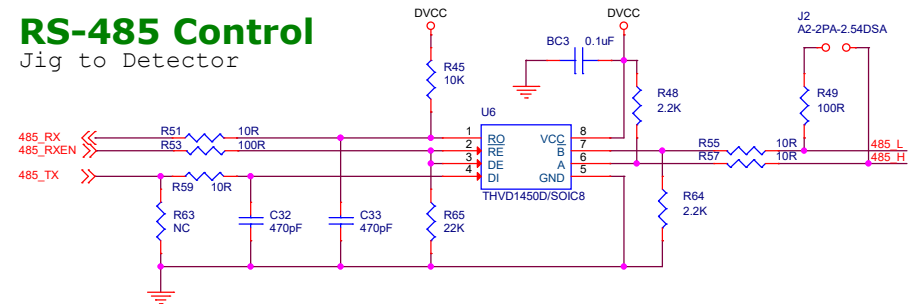 RS-485 Control
Jig to Detector
DVCC
DVCC
J2
A2-2PA-2.54DSA
BC3 0.1uF
R45
10K
R48
2.2K
R49
100R
U6
485_RX R51 10R 1 RO VCC 8
485_RXEN R53 100R 2 RE B 7 R55 10R 485_L
3 DE A 6 R57 10R 485_H
485_TX R59 10R 4 DI GND 5
THVD1450D/SOIC8
R63
NC
C32
470pF
C33
470pF
R65
22K
R64
2.2K